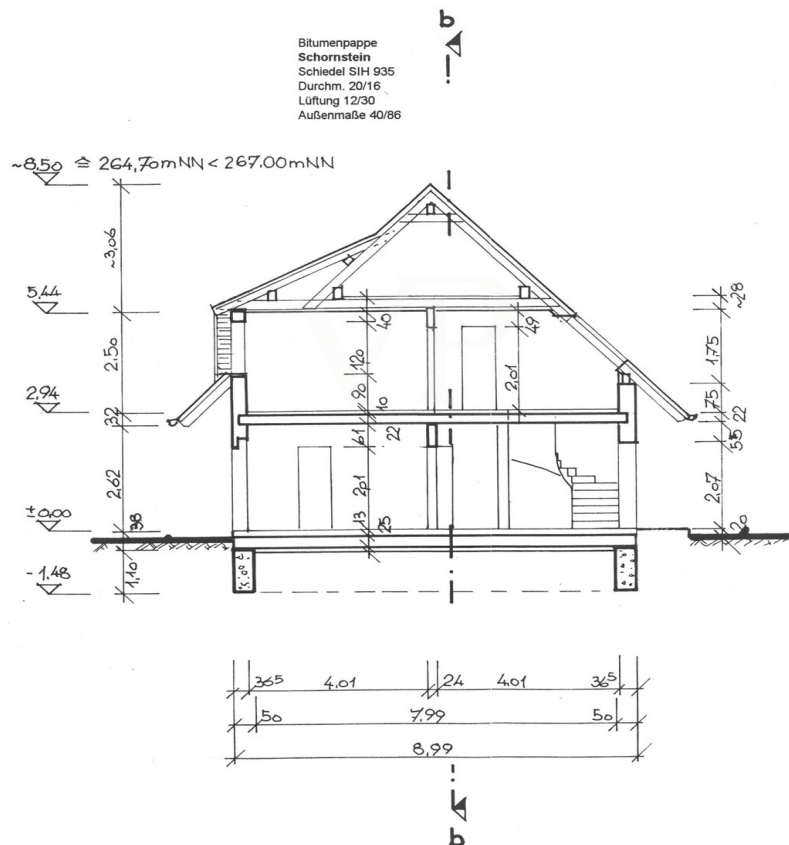 b
Bitumenpappe
Schornstein
Schiedel SIH 935
Durchm. 20/16
Lüftung 12/30
Außenmaße 40/86
~8.50 ≙ 264,70mNN < 267.00mNN
~3,06
5.44
2,50
2,94
32
2,62
±0,00
38
-1.48
1,10
40
1,20
90
10
61
22
2,01
13
25
49
2,01
~28
1,75
75
22
55⁵
2,07
20
36⁵ 4.01 24 4.01 36⁵
50 7.99 50
8,99
b